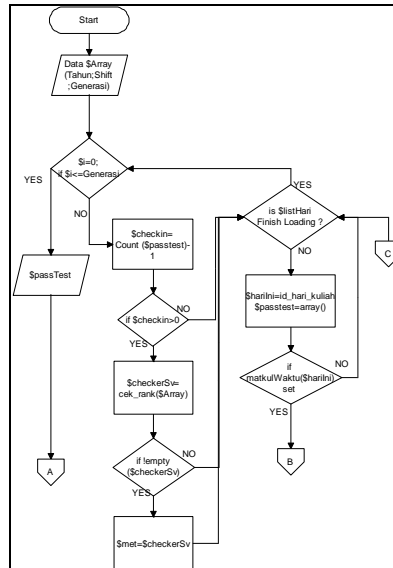 Start
Data $Array
(Tahun;Shift
;Generasi)
$i=0;
if $i<=Generasi
YES
NO
$passTest
A
$checkin=
Count ($passtest)-
1
if $checkin>0
NO
YES
$checkerSv=
cek_rank($Array)
if !empty
($checkerSv)
NO
YES
$met=$checkerSv
is $listHari
Finish Loading ?
YES
NO
C
$hariIni=id_hari_kuliah
$passtest=array()
if
matkulWaktu($hariIni)
set
NO
YES
B